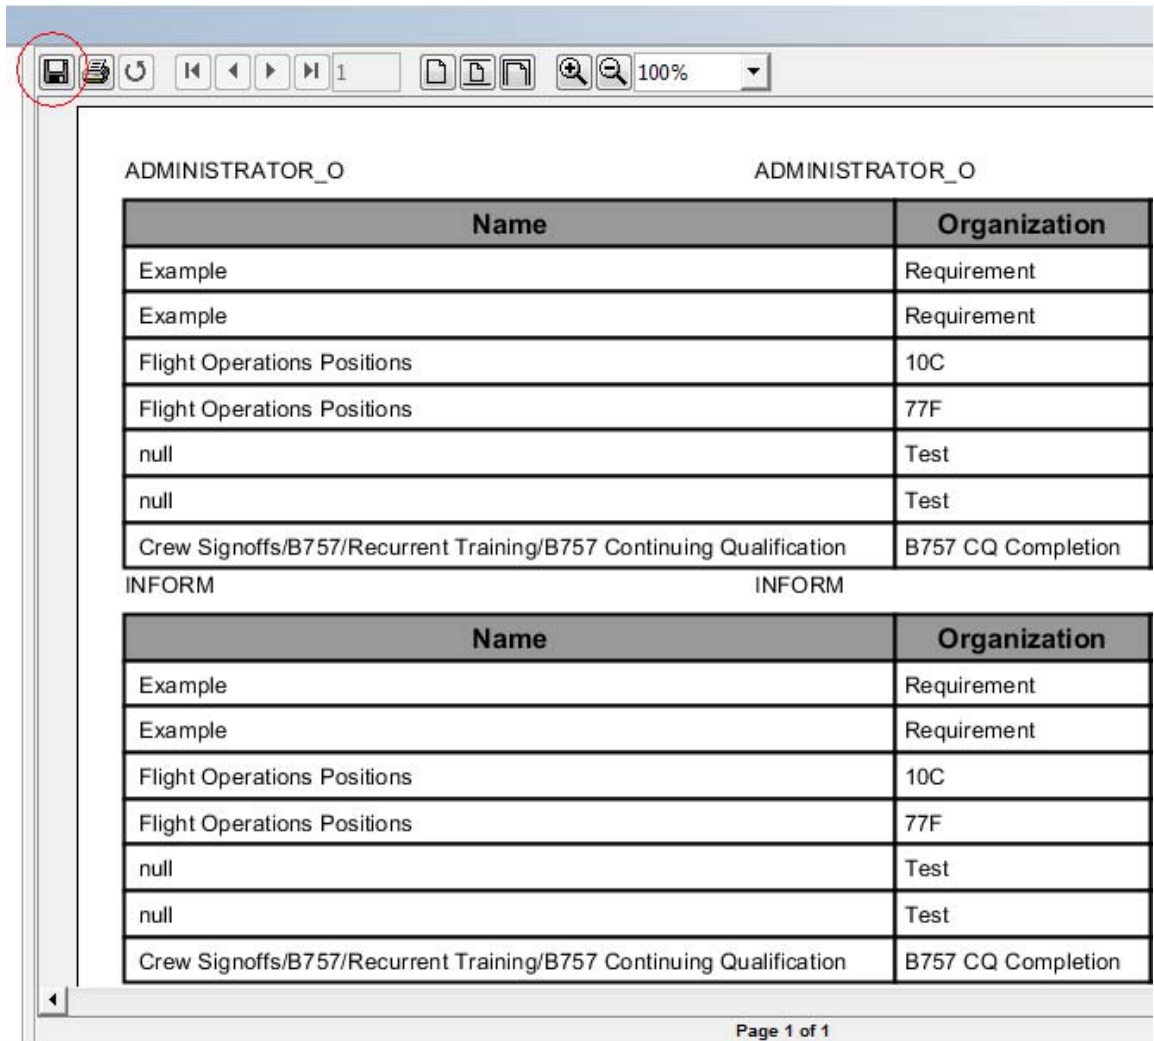 1 100%
ADMINISTRATOR_O ADMINISTRATOR_O
Name Organization
Example Requirement
Example Requirement
Flight Operations Positions 10C
Flight Operations Positions 77F
null Test
null Test
Crew Signoffs/B757/Recurrent Training/B757 Continuing Qualification B757 CQ Completion
INFORM INFORM
Name Organization
Example Requirement
Example Requirement
Flight Operations Positions 10C
Flight Operations Positions 77F
null Test
null Test
Crew Signoffs/B757/Recurrent Training/B757 Continuing Qualification B757 CQ Completion
Page 1 of 1